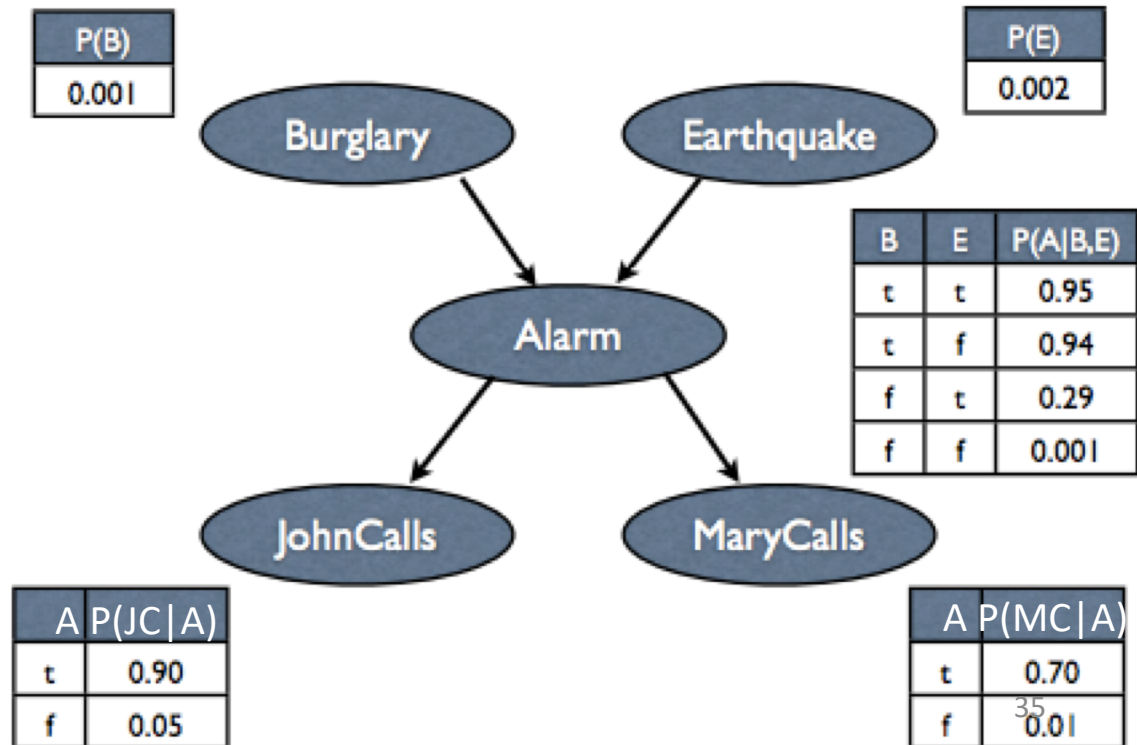 P(B)
0.001
P(E)
0.002
Burglary
Earthquake
B E P(A|B,E)
t t 0.95
t f 0.94
f t 0.29
f f 0.001
Alarm
JohnCalls
MaryCalls
A P(JC|A)
t 0.90
f 0.05
A P(MC|A)
t 0.70
35
f 0.01